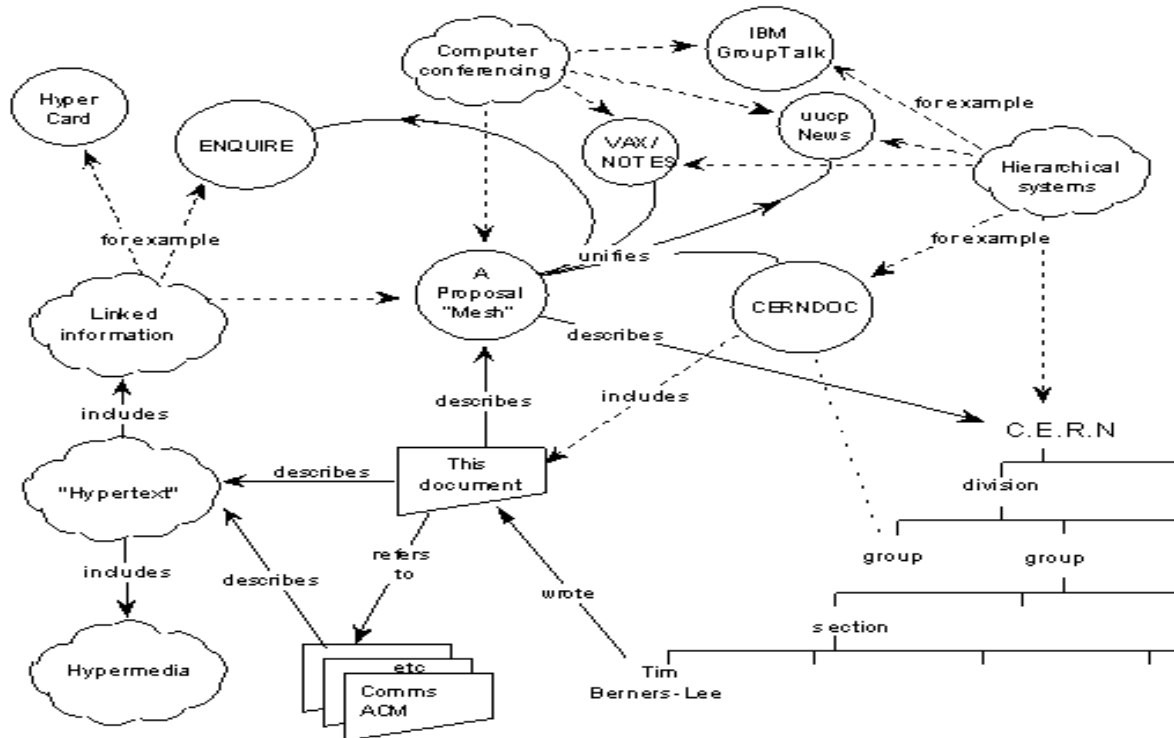 IBM
GroupTalk
Computer
conferencing
Hyper
Card
for example
uucp
News
ENQUIRE
VAX/
NOTES
Hierarchical
systems
for example
unifies
for example
A
Proposal
"Mesh"
Linked
information
CERNDOC
describes
includes
describes
includes
C.E.R.N
This
document
describes
"Hypertext"
division
refers
to
group
group
includes
describes
wrote
section
Hypermedia
etc
Tim
Berners-Lee
Comms
ACM